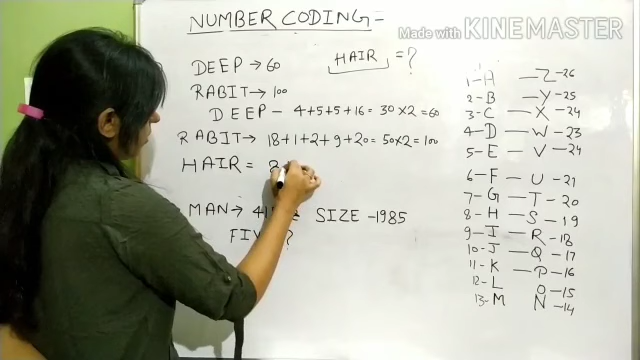 NUMBER CODING-
Made with KINEMASTER
DEEP → 60
HAIR = ?
RABIT → 100
DEEP - 4+5+5+16 = 30×2 = 60
RABIT → 18+1+2+9+20 = 50×2 = 100
HAIR = 8
MAN → 41 SIZE - 1985
FIV ?
1-H — Z-26
2-B — Y-25
3-C — X-24
4-D — W-23
5-E — V-24
6-F — U-21
7-G — T-20
8-H — S-19
9-I — R-18
10-J — Q-17
11-K — P-16
12-L O-15
13-M N-14